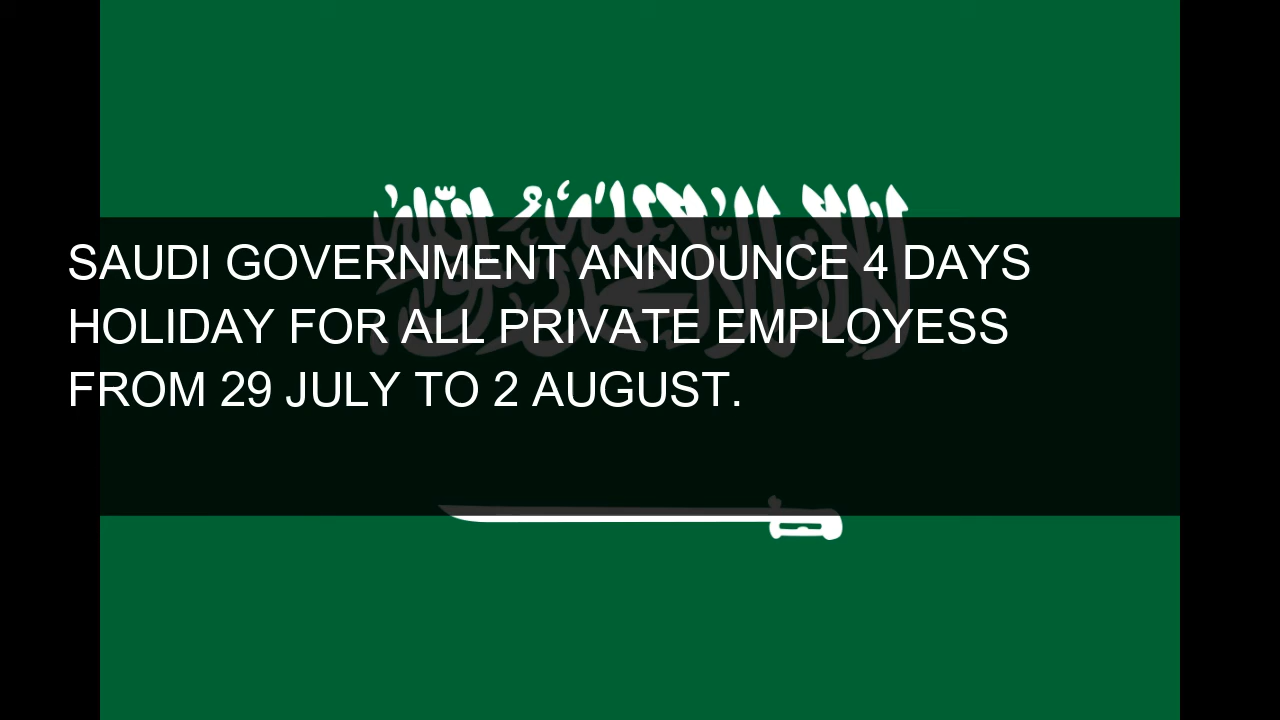 SAUDI GOVERNMENT ANNOUNCE 4 DAYS
HOLIDAY FOR ALL PRIVATE EMPLOYESS
FROM 29 JULY TO 2 AUGUST.